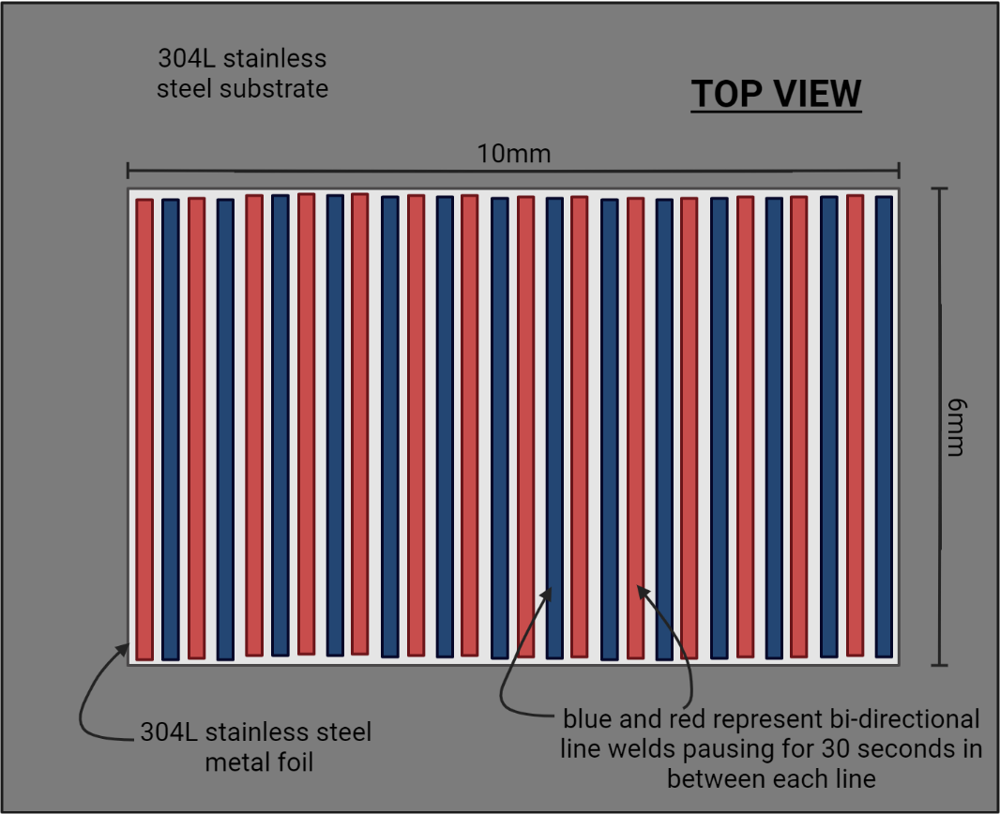 304L stainless
steel substrate
TOP VIEW
10mm
6mm
304L stainless steel
metal foil
blue and red represent bi-directional
line welds pausing for 30 seconds in
between each line